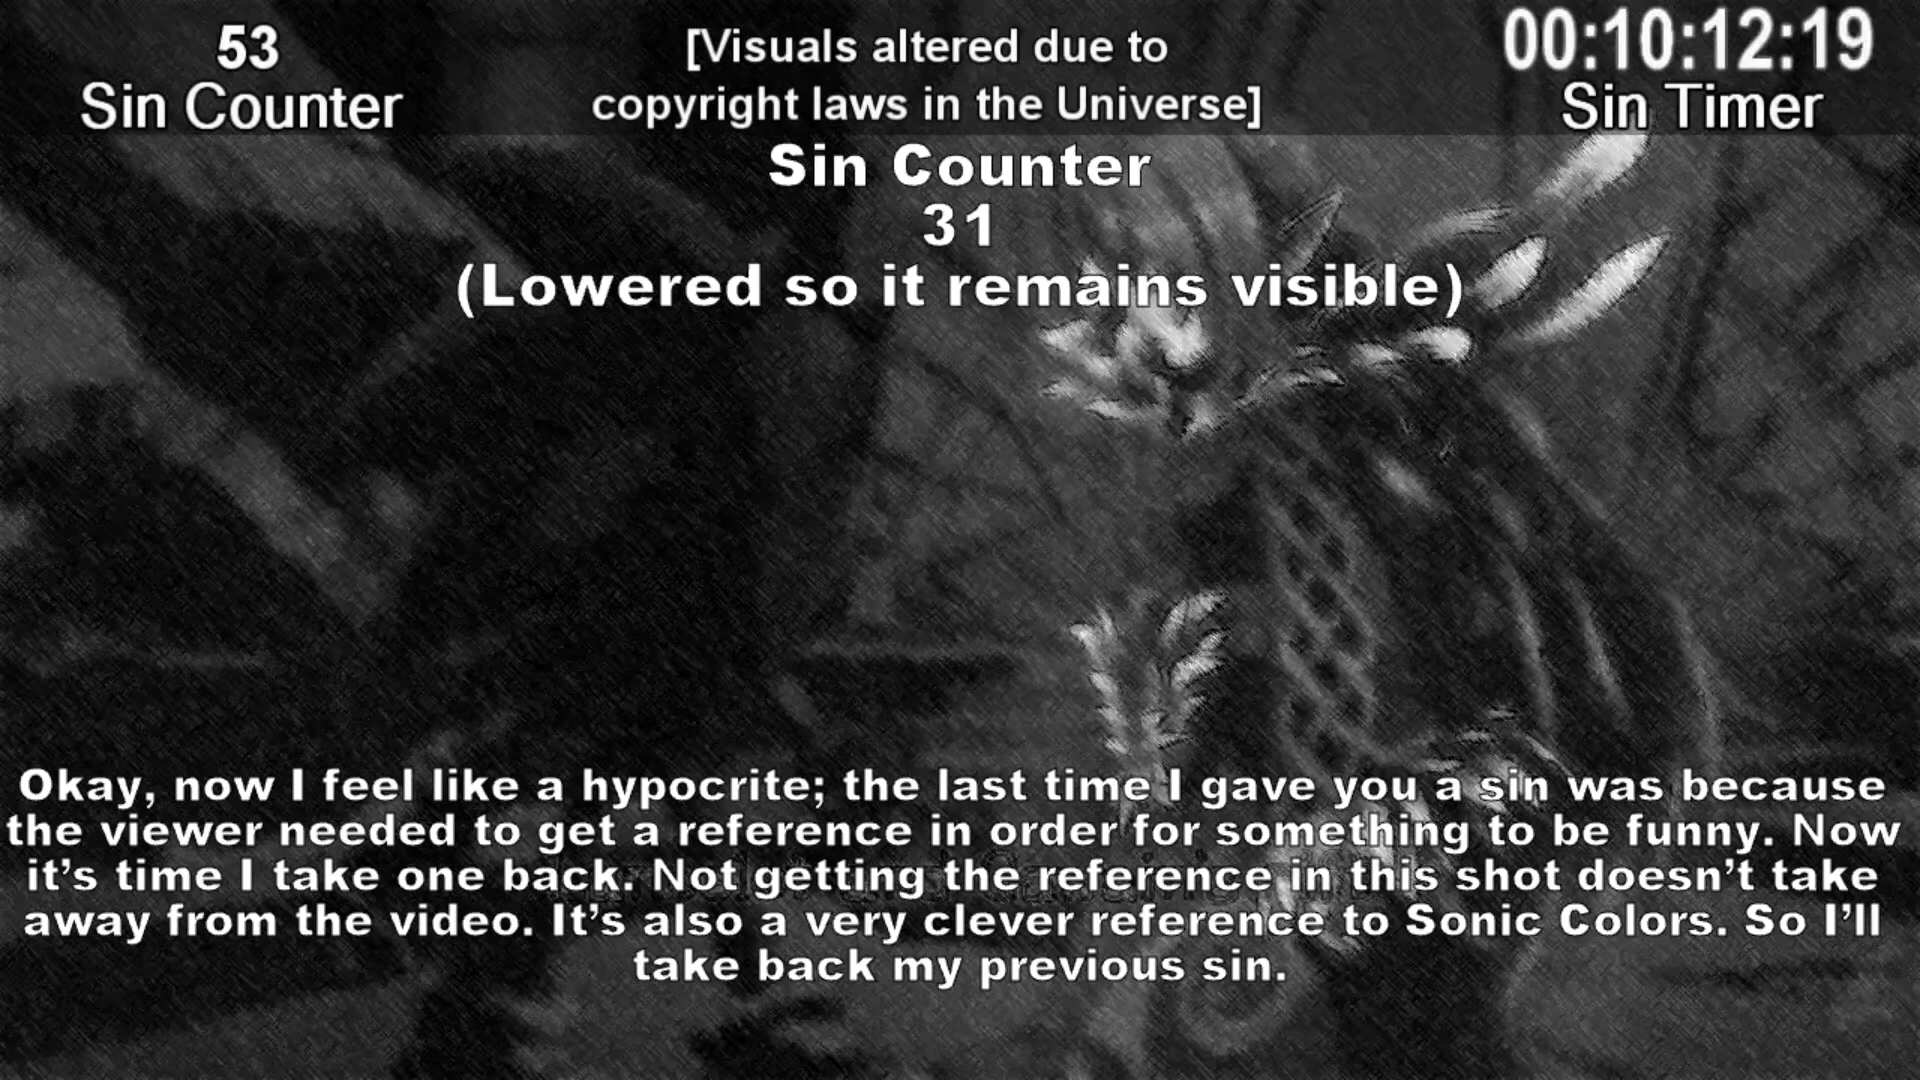 53
Sin Counter
[Visuals altered due to
copyright laws in the Universe]
00:10:12:19
Sin Timer
Sin Counter
31
(Lowered so it remains visible)
Okay, now I feel like a hypocrite; the last time I gave you a sin was because
the viewer needed to get a reference in order for something to be funny. Now
it’s time I take one back. Not getting the reference in this shot doesn’t take
away from the video. It’s also a very clever reference to Sonic Colors. So I’ll
take back my previous sin.